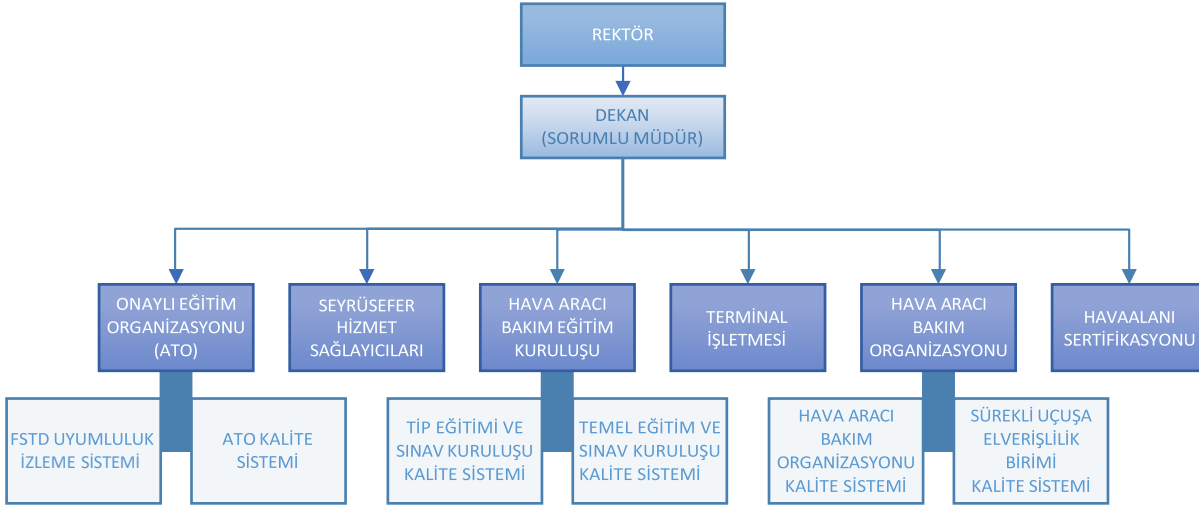 REKTÖR
DEKAN
(SORUMLU MÜDÜR)
ONAYLI EĞİTİM
ORGANİZASYONU
(ATO)
SEYRÜSEFER
HİZMET
SAĞLAYICILARI
HAVA ARACI
BAKIM EĞİTİM
KURULUŞU
TERMİNAL
İŞLETMESİ
HAVA ARACI
BAKIM
ORGANİZASYONU
HAVAALANI
SERTİFİKASYONU
FSTD UYUMLULUK
İZLEME SİSTEMİ
ATO KALİTE
SİSTEMİ
TİP EĞİTİMİ VE
SINAV KURULUŞU
KALİTE SİSTEMİ
TEMEL EĞİTİM VE
SINAV KURULUŞU
KALİTE SİSTEMİ
HAVA ARACI
BAKIM
ORGANİZASYONU
KALİTE SİSTEMİ
SÜREKLİ UÇUŞA
ELVERİŞLİLİK
BİRİMİ
KALİTE SİSTEMİ